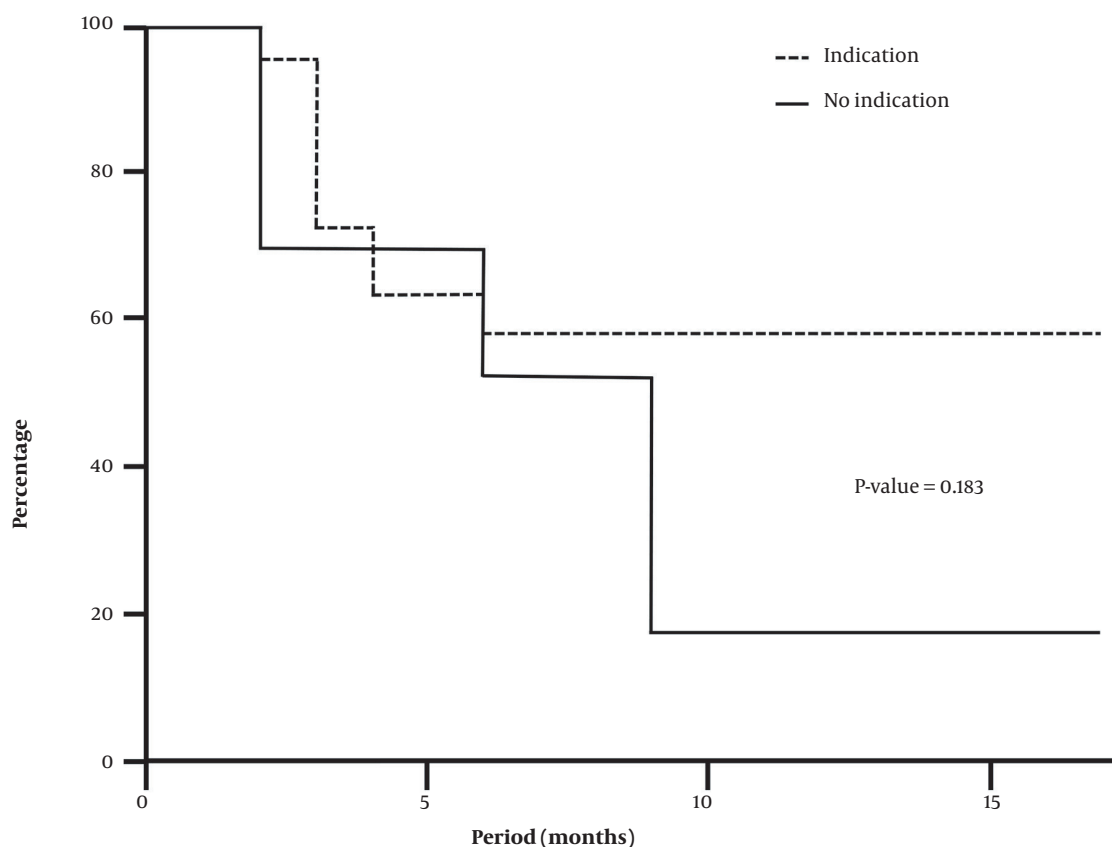 100
80
60
40
20
0
Percentage
Indication
No indication
P-value = 0.183
0
5
10
15
Period (months)